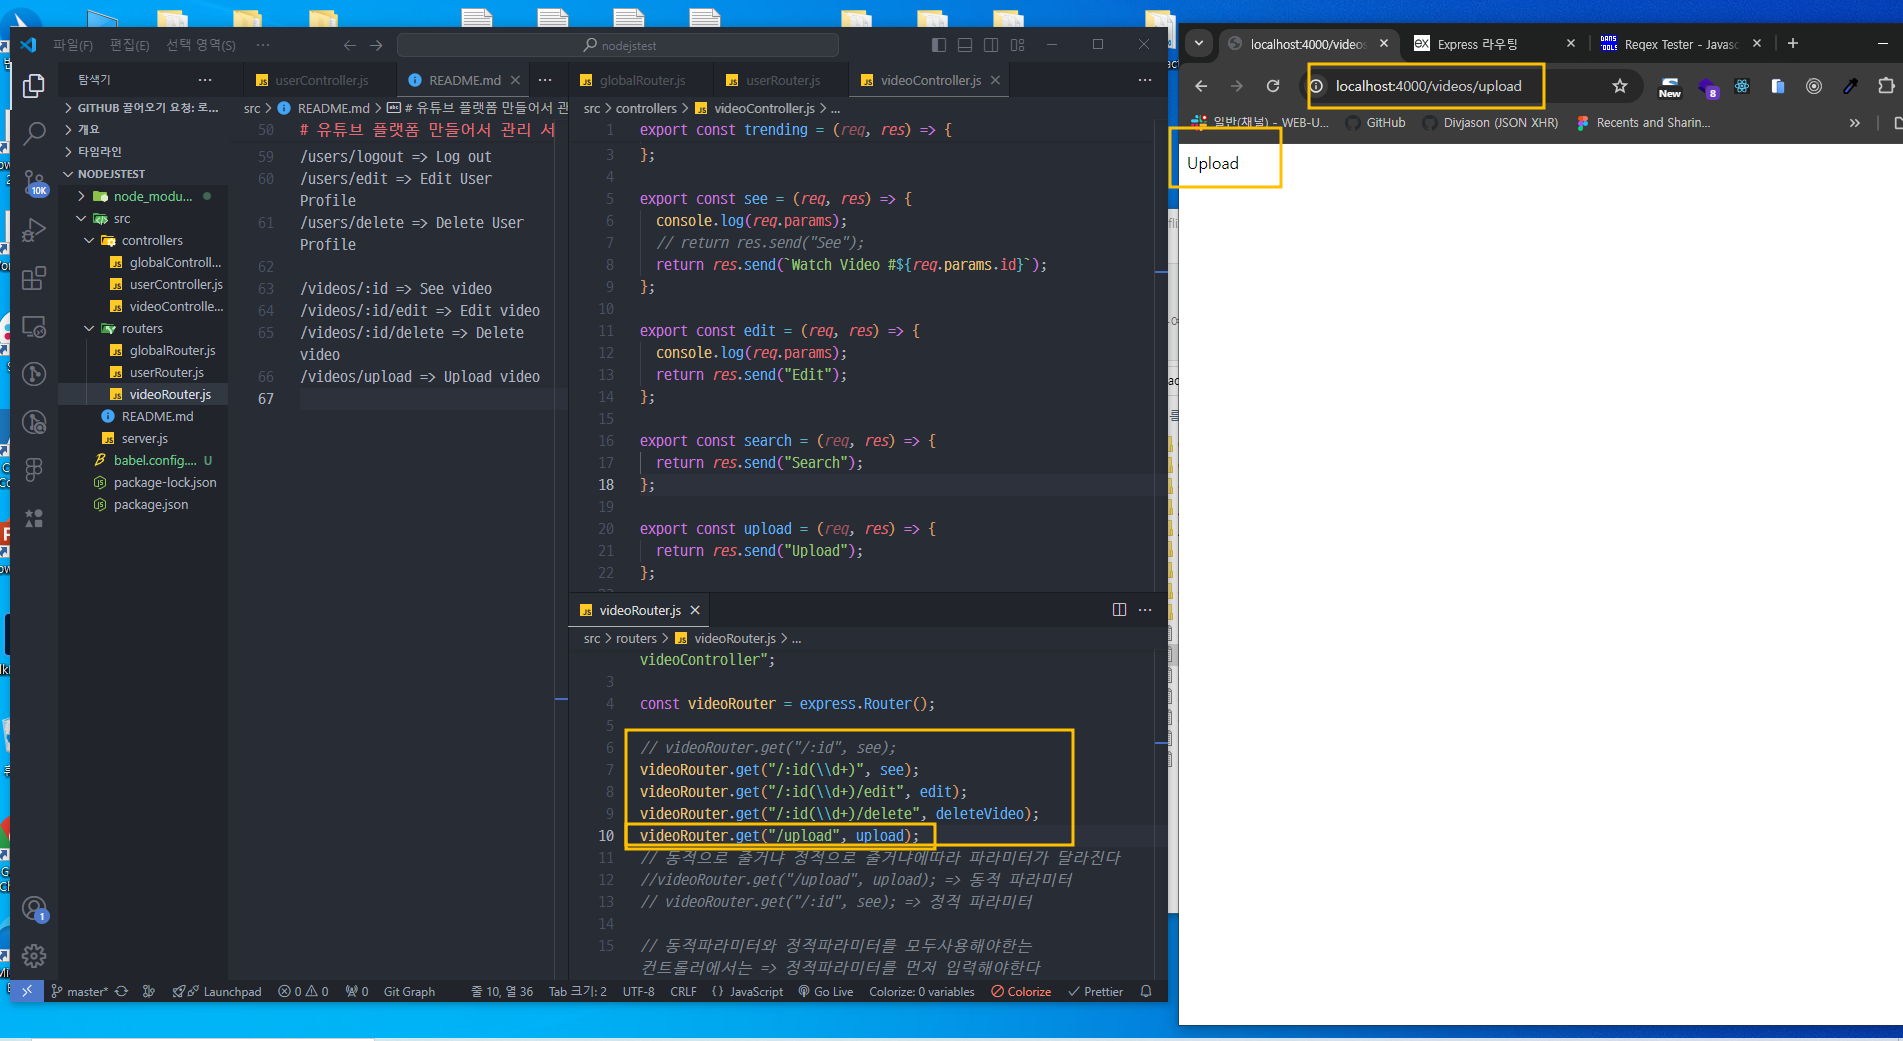 파일(F) 편집(E) 선택 영역(S) ···
nodejstest
탐색기 ···
GITHUB 끌어오기 요청: 로...
개요
타임라인
NODEJSTEST
node_modu...
src
controllers
globalControll...
userController.js
videoControlle...
routers
globalRouter.js
userRouter.js
videoRouter.js
README.md
server.js
babel.config.... U
package-lock.json
package.json
10K
1
userController.js README.md ···
src > README.md > # 유튜브 플랫폼 만들어서 관
50 # 유튜브 플랫폼 만들어서 관리 서
59 /users/logout => Log out
60 /users/edit => Edit User
Profile
61 /users/delete => Delete User
Profile
62
63 /videos/:id => See video
64 /videos/:id/edit => Edit video
65 /videos/:id/delete => Delete
video
66 /videos/upload => Upload video
67
globalRouter.js userRouter.js videoController.js ···
src > controllers > videoController.js > ...
1 export const trending = (req, res) => {
3 };
4
5 export const see = (req, res) => {
6 console.log(req.params);
7 // return res.send("See");
8 return res.send(`Watch Video #${req.params.id}`);
9 };
10
11 export const edit = (req, res) => {
12 console.log(req.params);
13 return res.send("Edit");
14 };
15
16 export const search = (req, res) => {
17 return res.send("Search");
18 };
19
20 export const upload = (req, res) => {
21 return res.send("Upload");
22 };
videoRouter.js ···
src > routers > videoRouter.js > ...
videoController";
3
4 const videoRouter = express.Router();
5
6 // videoRouter.get("/:id", see);
7 videoRouter.get("/:id(\\d+)", see);
8 videoRouter.get("/:id(\\d+)/edit", edit);
9 videoRouter.get("/:id(\\d+)/delete", deleteVideo);
10 videoRouter.get("/upload", upload);
11 // 동적으로 줄거냐 정적으로 줄거냐에따라 파라미터가 달라진다
12 //videoRouter.get("/upload", upload); => 동적 파라미터
13 // videoRouter.get("/:id", see); => 정적 파라미터
14
15 // 동적파라미터와 정적파라미터를 모두사용해야한는
컨트롤러에서는 => 정적파라미터를 먼저 입력해야한다
master* Launchpad 0 0 0 Git Graph 줄 10, 열 36 Tab 크기: 2 UTF-8 CRLF {} JavaScript Go Live Colorize: 0 variables Colorize Prettier
localhost:4000/videos Express 라우팅 Reqex Tester - Javasc
localhost:4000/videos/upload
New 8
일반(채널) - WEB-U... GitHub Divjason (JSON XHR) Recents and Sharin...
Upload